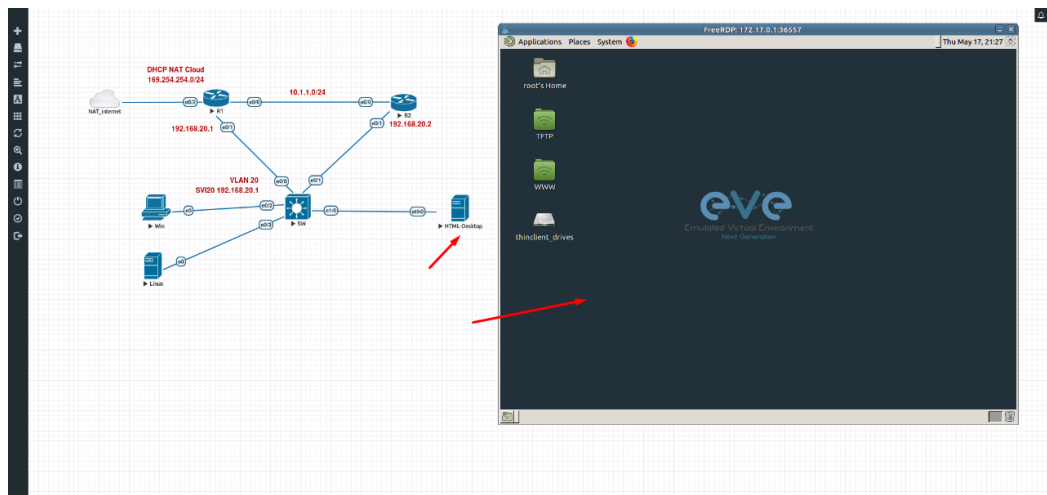 FreeRDP: 172.17.0.1:36557
Applications Places System
Thu May 17, 21:27
root's Home
TFTP
WWW
thinclient_drives
eve
Emulated Virtual Environment
Next Generation
DHCP NAT Cloud
169.254.254.0/24
NAT_internet
e0/2
R1
e0/0
10.1.1.0/24
e0/0
R2
192.168.20.1
e0/1
e0/1
192.168.20.2
VLAN 20
SVI20 192.168.20.1
e0/0
e0/1
Win
e0
e0/2
SW
e1/0
eth0
HTML-Desktop
e0/3
e0
Linux